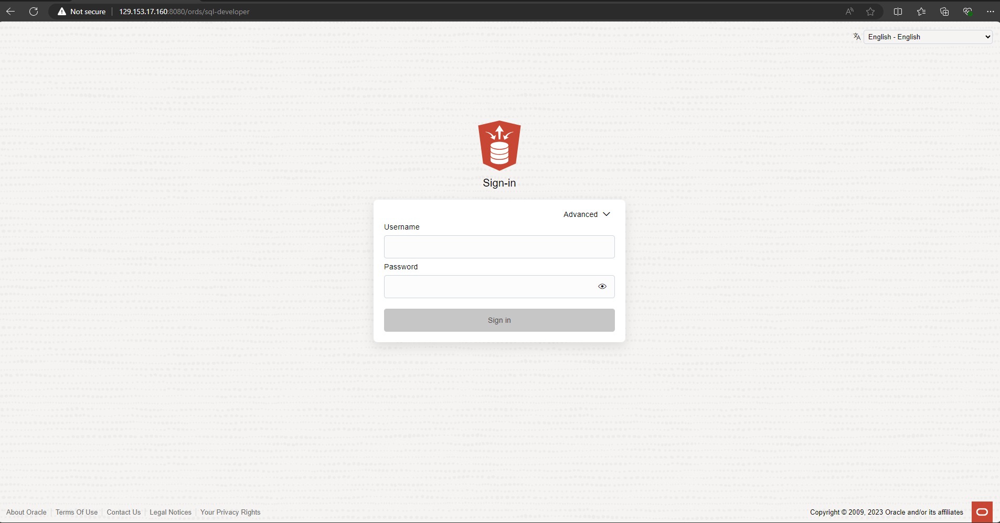 Not secure 129.153.17.160:8080/ords/sql-developer
English - English
Sign-in
Advanced
Username
Password
Sign in
About Oracle Terms Of Use Contact Us Legal Notices Your Privacy Rights Copyright © 2009, 2023 Oracle and/or its affiliates